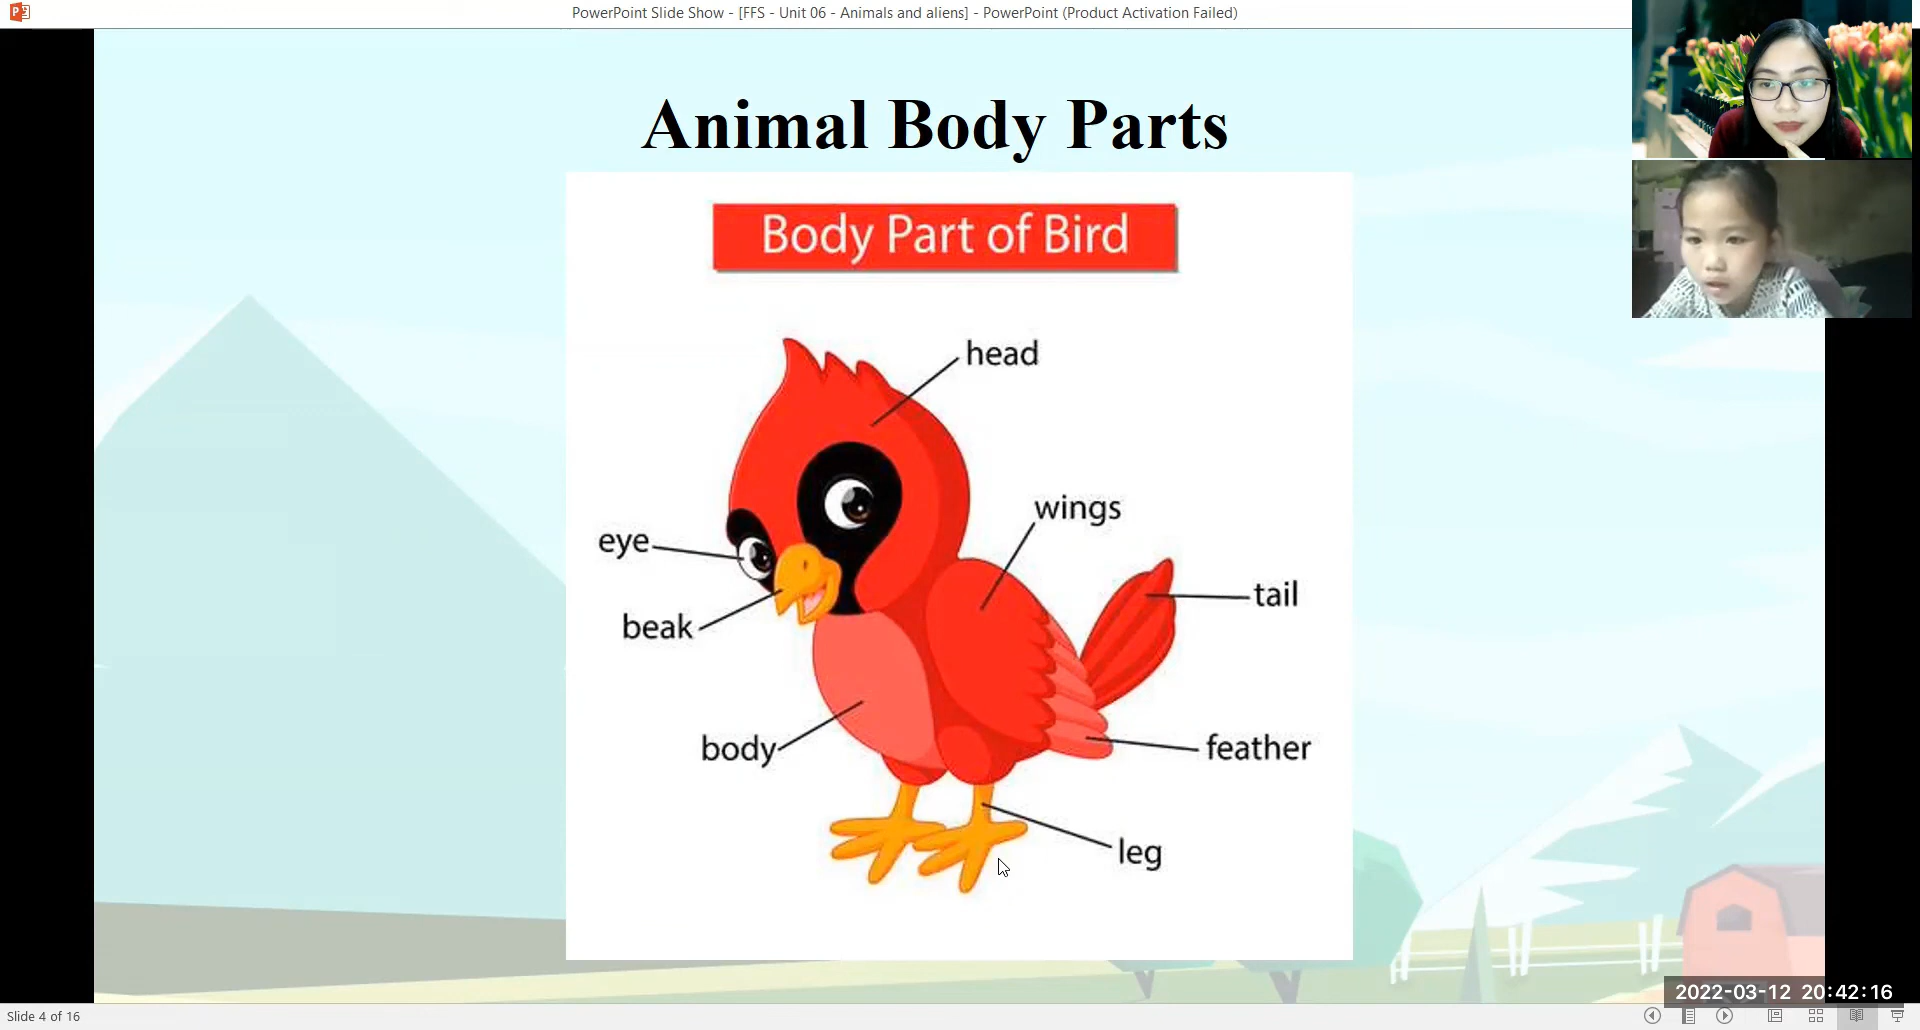 PowerPoint Slide Show - [FFS - Unit 06 - Animals and aliens] - PowerPoint (Product Activation Failed)
Animal Body Parts
Body Part of Bird
head
wings
eye
tail
beak
body
feather
leg
2022-03-12 20:42:16
Slide 4 of 16